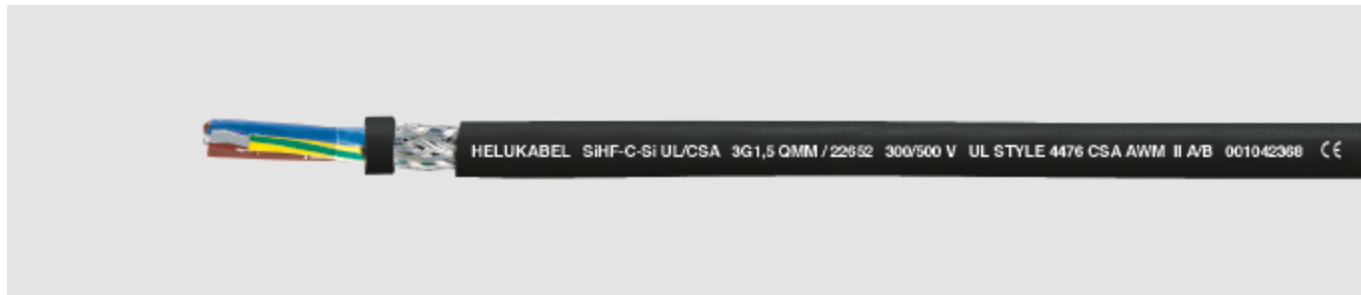 HELUKABEL SiHF-C-Si UL/CSA 3G1,5 QMM / 22652 300/500 V UL STYLE 4476 CSA AWM II A/B 001042368 CE